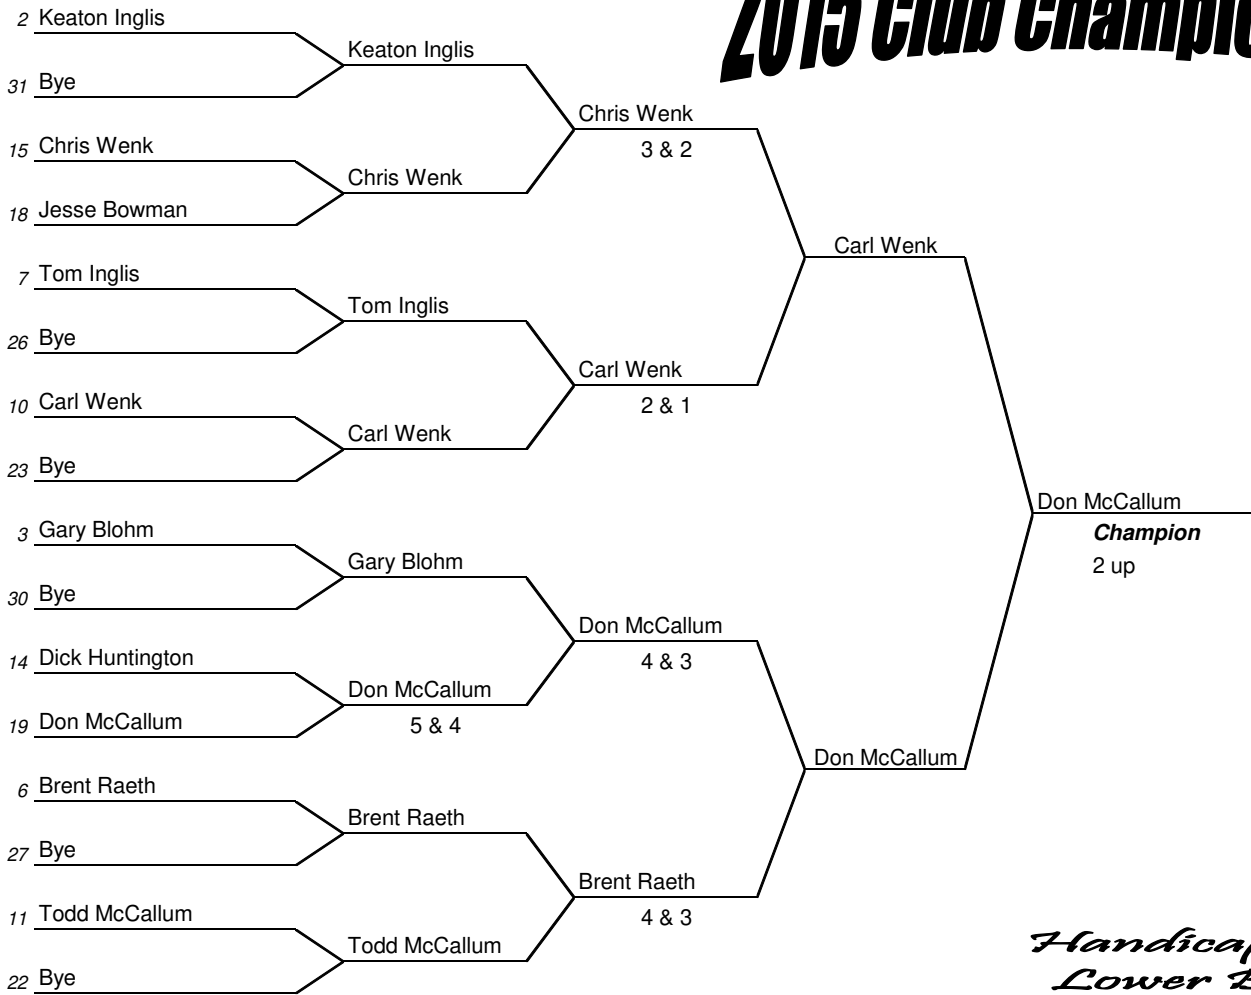 2015 Club
2 Keaton Inglis
Keaton Inglis
31 Bye
Chris Wenk
3 & 2
15 Chris Wenk
Chris Wenk
18 Jesse Bowman
Carl Wenk
7 Tom Inglis
Tom Inglis
26 Bye
Carl Wenk
2 & 1
10 Carl Wenk
Carl Wenk
23 Bye
Don McCallum
Champion
2 up
3 Gary Blohm
Gary Blohm
30 Bye
Don McCallum
4 & 3
14 Dick Huntington
Don McCallum
5 & 4
19 Don McCallum
Don McCallum
6 Brent Raeth
Brent Raeth
27 Bye
Brent Raeth
4 & 3
11 Todd McCallum
Todd McCallum
22 Bye
Lower